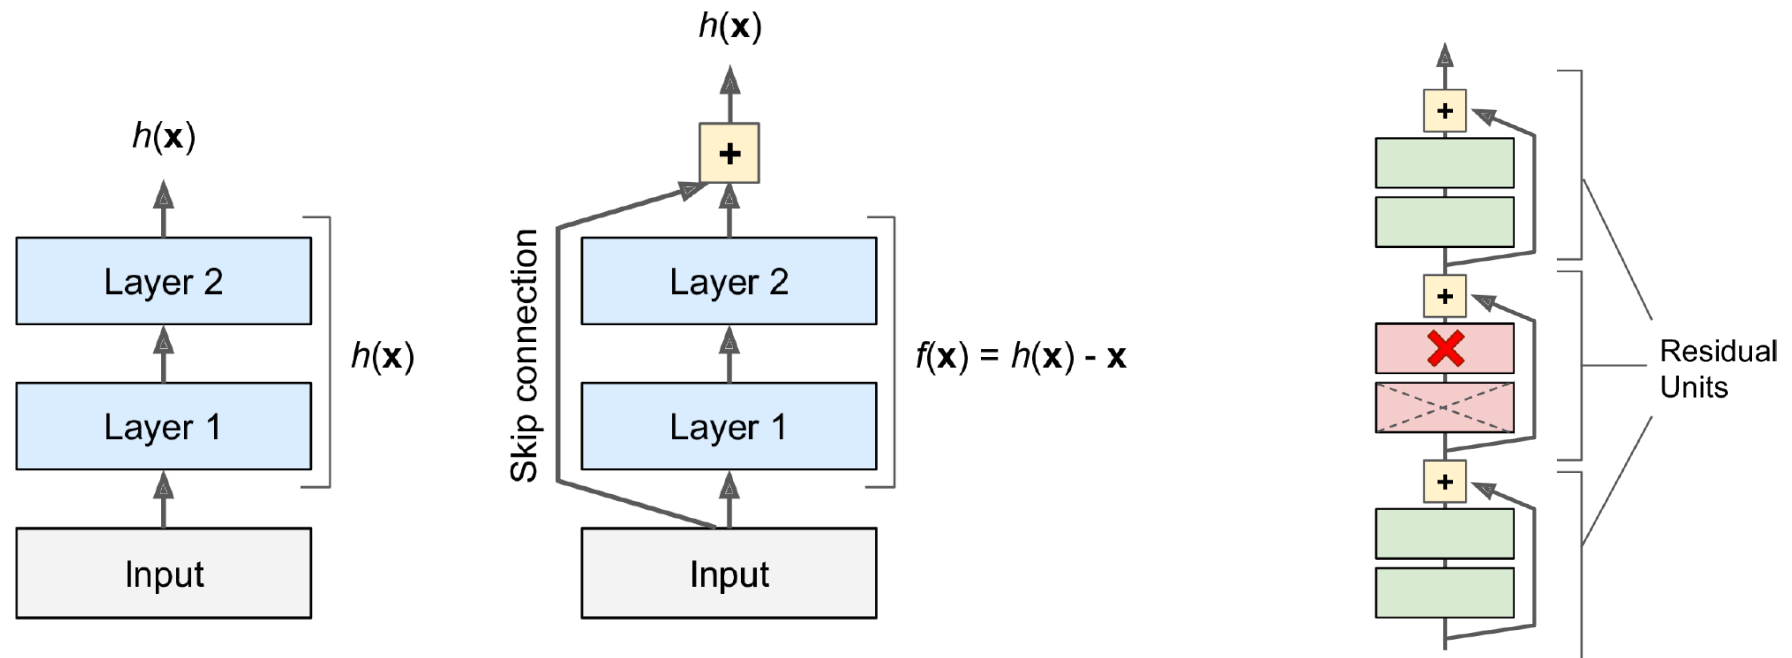 h(x)
Layer 2
Layer 1
h(x)
Input
h(x)
+
Skip connection
Layer 2
Layer 1
f(x) = h(x) - x
Input
+
+
+
Residual
Units